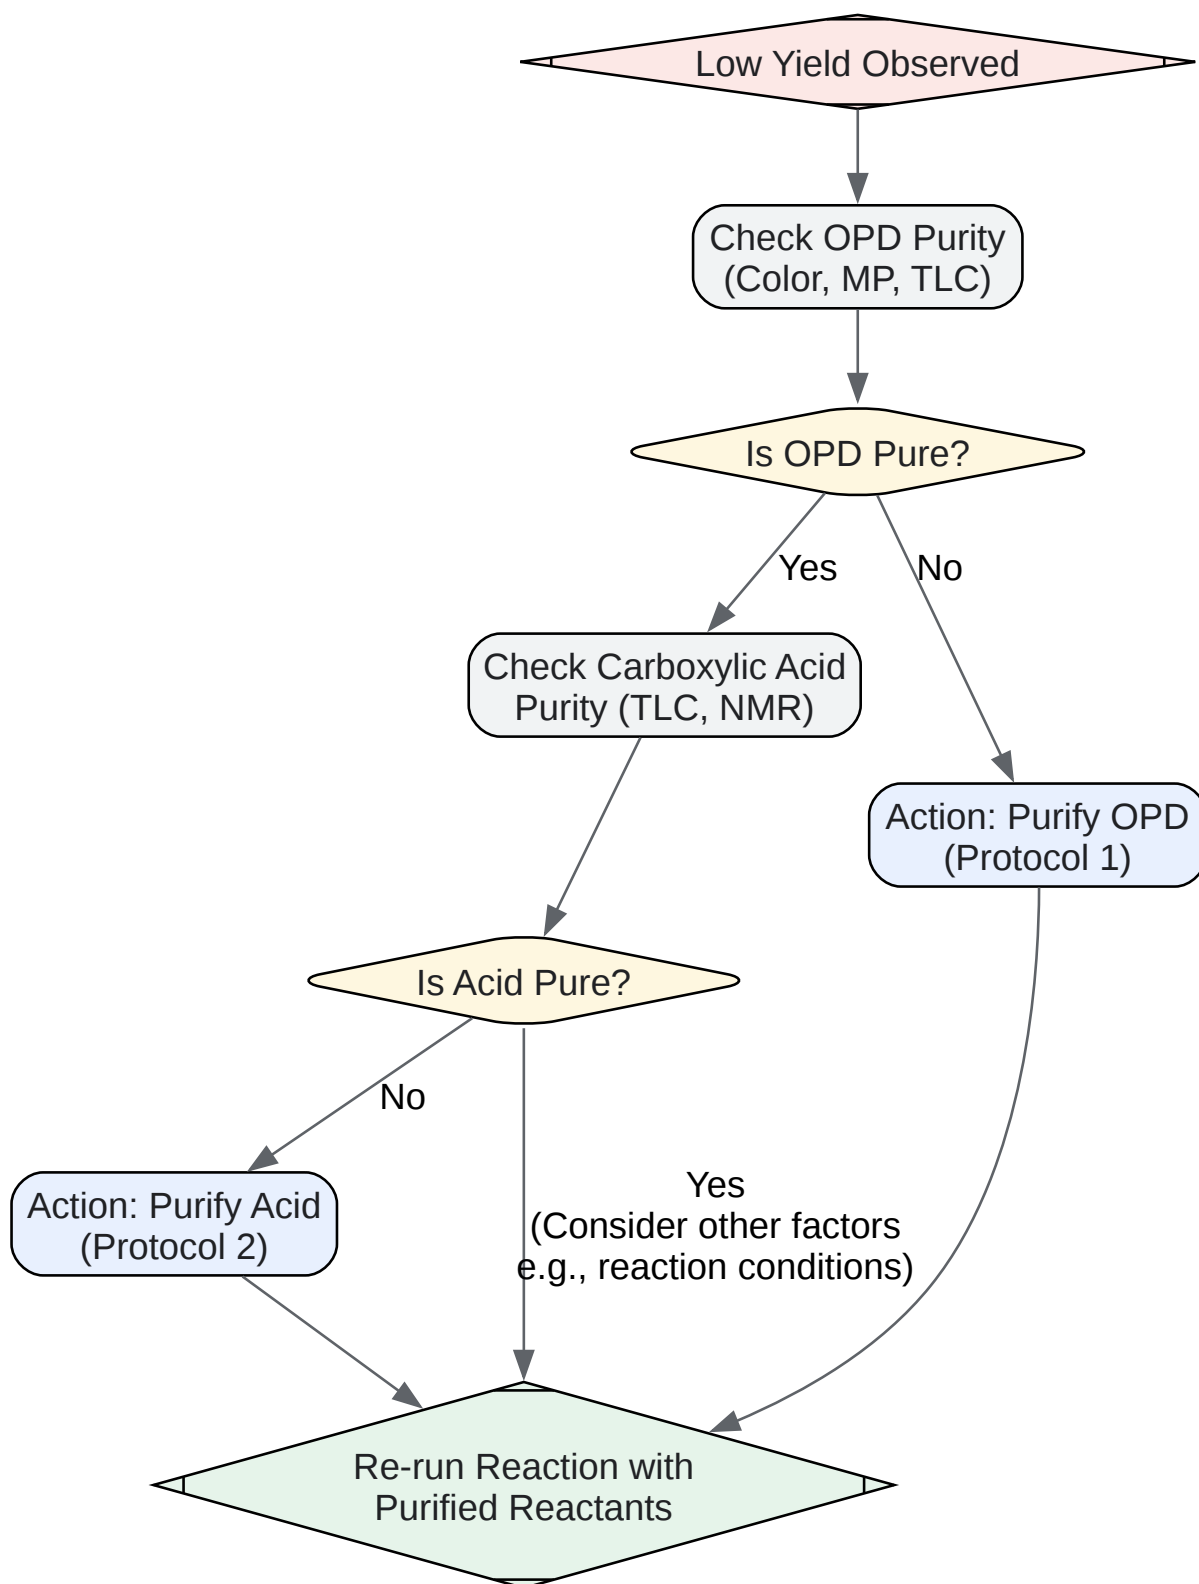 Low Yield Observed
Check OPD Purity
(Color, MP, TLC)
Is OPD Pure?
Yes
No
Check Carboxylic Acid
Purity (TLC, NMR)
Action: Purify OPD
(Protocol 1)
Is Acid Pure?
No
Action: Purify Acid
(Protocol 2)
Yes
(Consider other factors
e.g., reaction conditions)
Re-run Reaction with
Purified Reactants